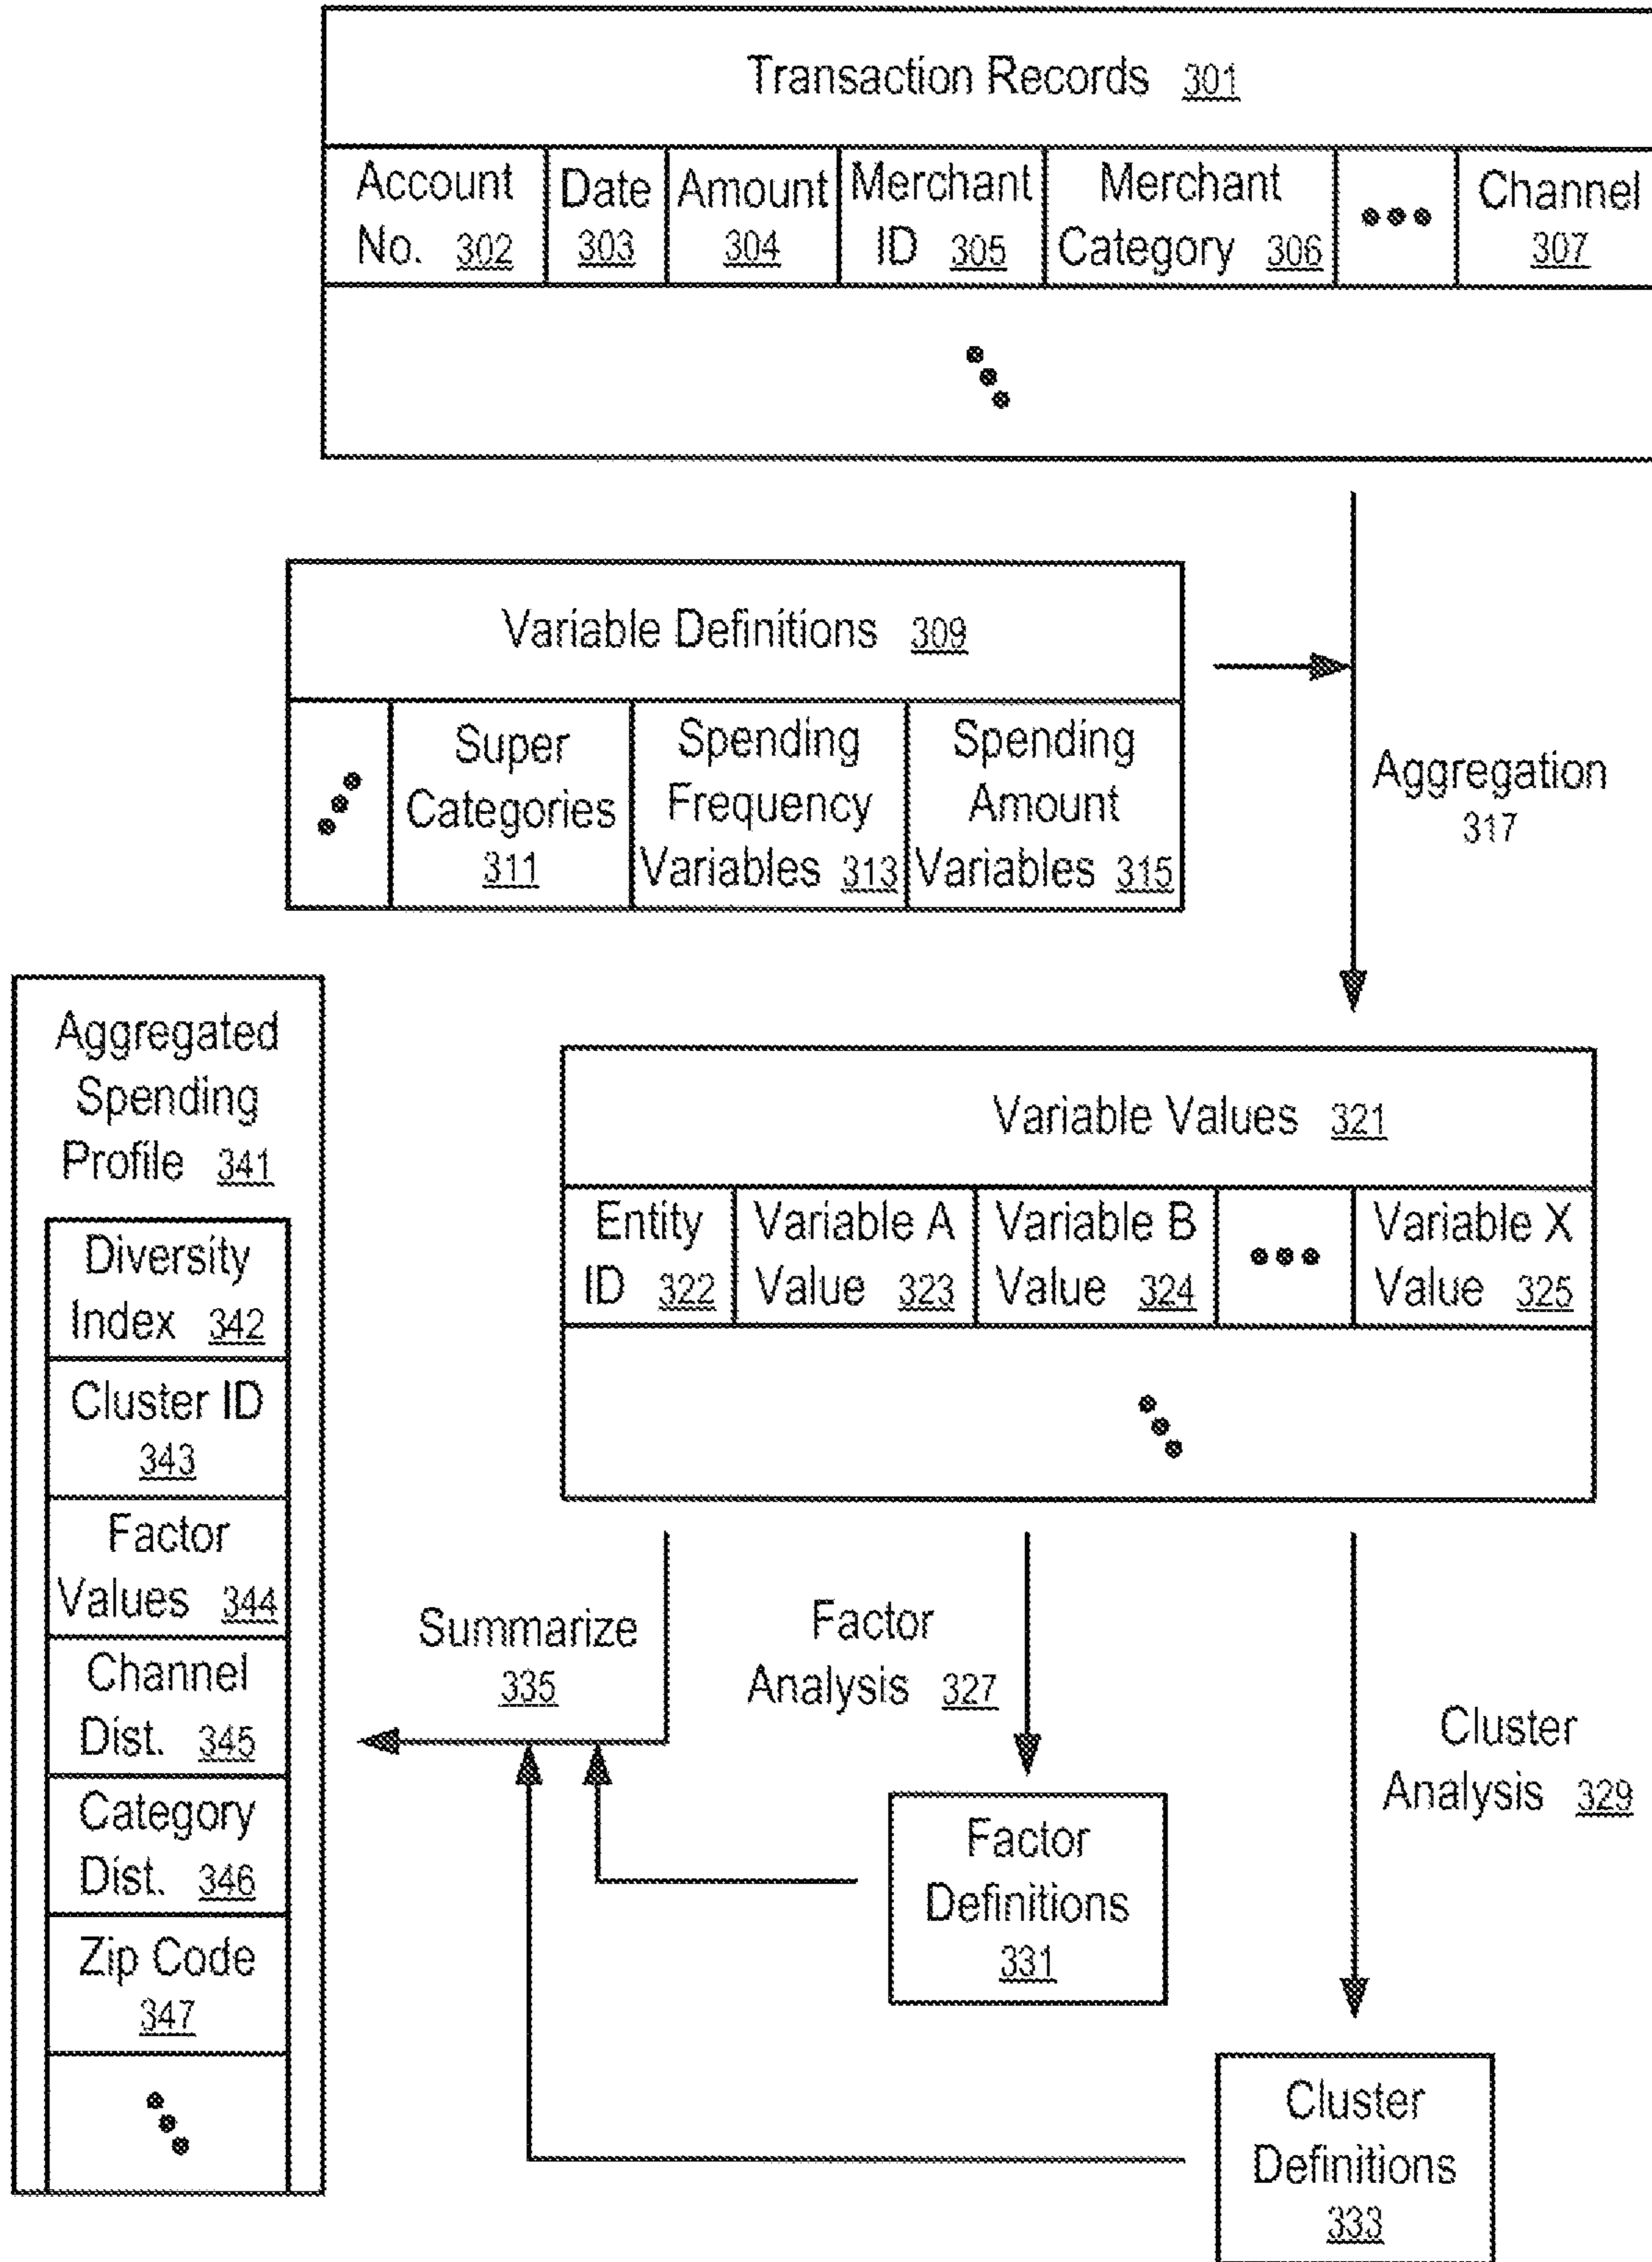 Transaction Records 301
Account
No. 302
Date
303
Amount
304
Merchant
ID 305
Merchant
Category 306
Channel
307
Variable Definitions 309
Super
Categories
311
Spending
Frequency
Variables 313
Spending
Amount
Variables 315
Aggregation
317
Aggregated
Spending
Profile 341
Diversity
Index 342
Cluster ID
343
Factor
Values 344
Channel
Dist. 345
Category
Dist. 346
Zip Code
347
Variable Values 321
Entity
ID 322
Variable A
Value 323
Variable B
Value 324
Variable X
Value 325
Summarize
335
Factor
Analysis 327
Cluster
Analysis 329
Factor
Definitions
331
Cluster
Definitions
333